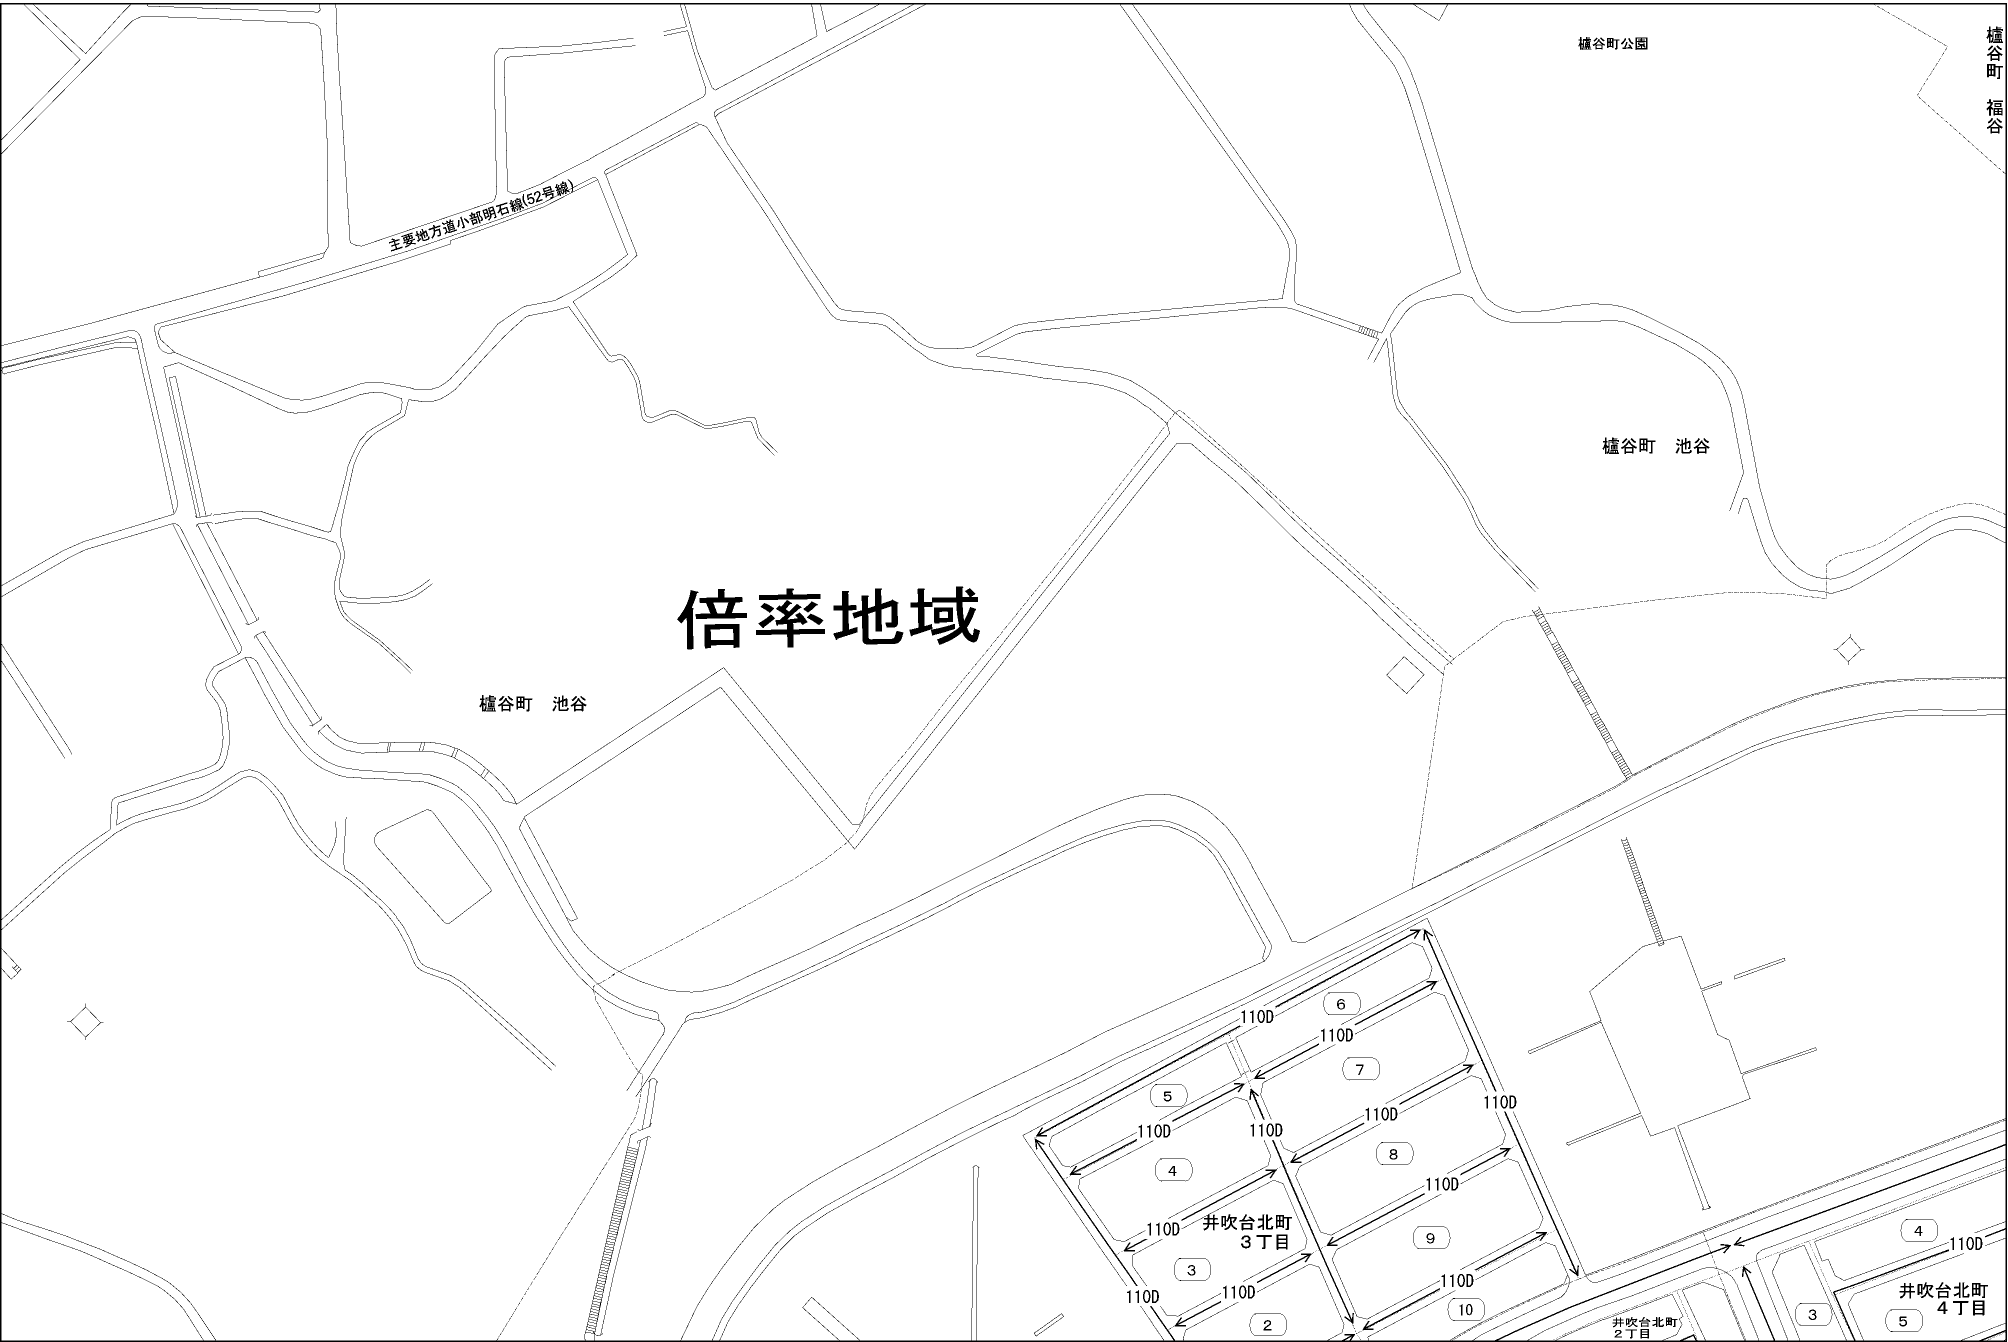 櫨谷町公園
櫨谷町　福谷
主要地方道小部明石線(52号線)
櫨谷町　池谷
倍率地域
櫨谷町　池谷
6
110D
110D
7
5
110D
110D
110D
110D
8
4
110D
110D
井吹台北町
3丁目
9
4
110D
3
110D
110D
110D
井吹台北町
4丁目
10
2
3
5
井吹台北町
2丁目